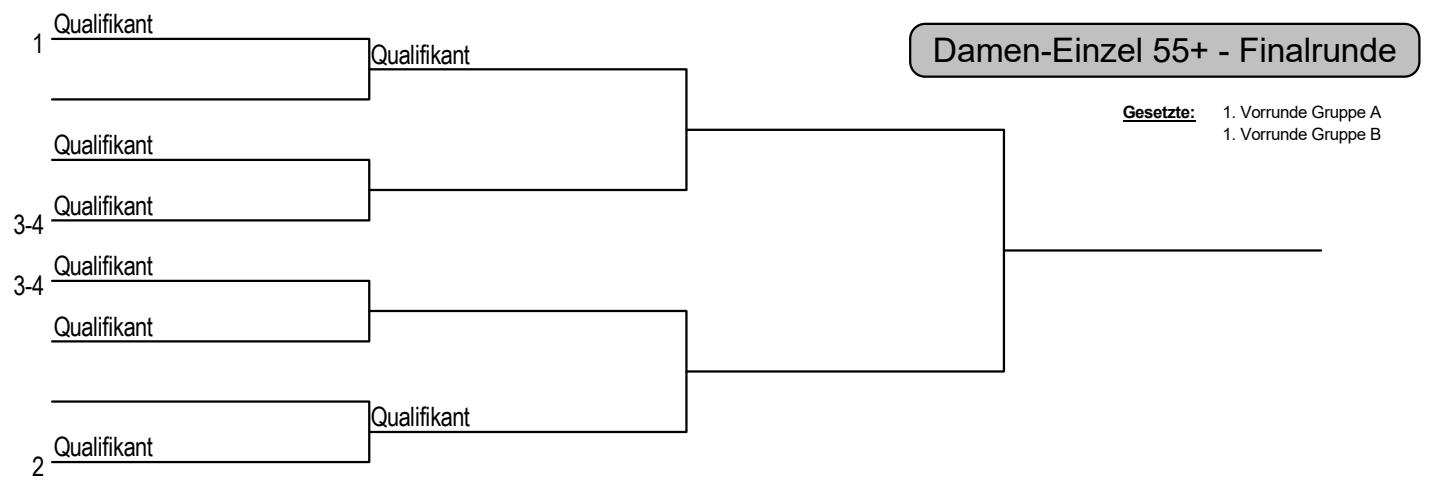 Damen-Einzel 55+ - Finalrunde
Gesetzte: 1. Vorrunde Gruppe A
1. Vorrunde Gruppe B
1 Qualifikant
Qualifikant
Qualifikant
3-4 Qualifikant
3-4 Qualifikant
Qualifikant
Qualifikant
2 Qualifikant